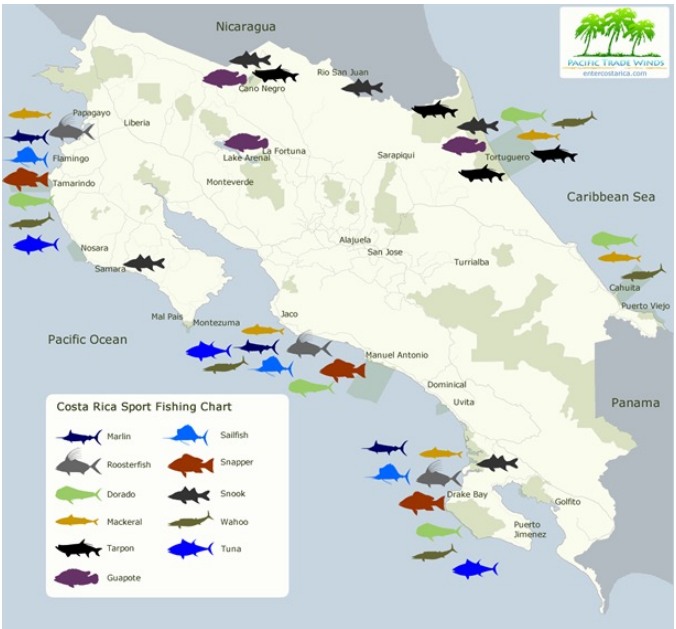 Nicaragua
PACIFIC TRADE WINDS
entercostarica.com
Rio San Juan
Cano Negro
Papagayo
Liberia
La Fortuna
Lake Arenal
Sarapiqui
Tortuguero
Flamingo
Tamarindo
Monteverde
Caribbean Sea
Alajuela
San Jose
Turrialba
Nosara
Samara
Cahuita
Puerto Viejo
Mal Pais
Montezuma
Jaco
Pacific Ocean
Manuel Antonio
Dominical
Uvita
Panama
Costa Rica Sport Fishing Chart
Marlin
Sailfish
Roosterfish
Snapper
Dorado
Snook
Mackeral
Wahoo
Tarpon
Tuna
Guapote
Drake Bay
Golfito
Puerto
Jimenez